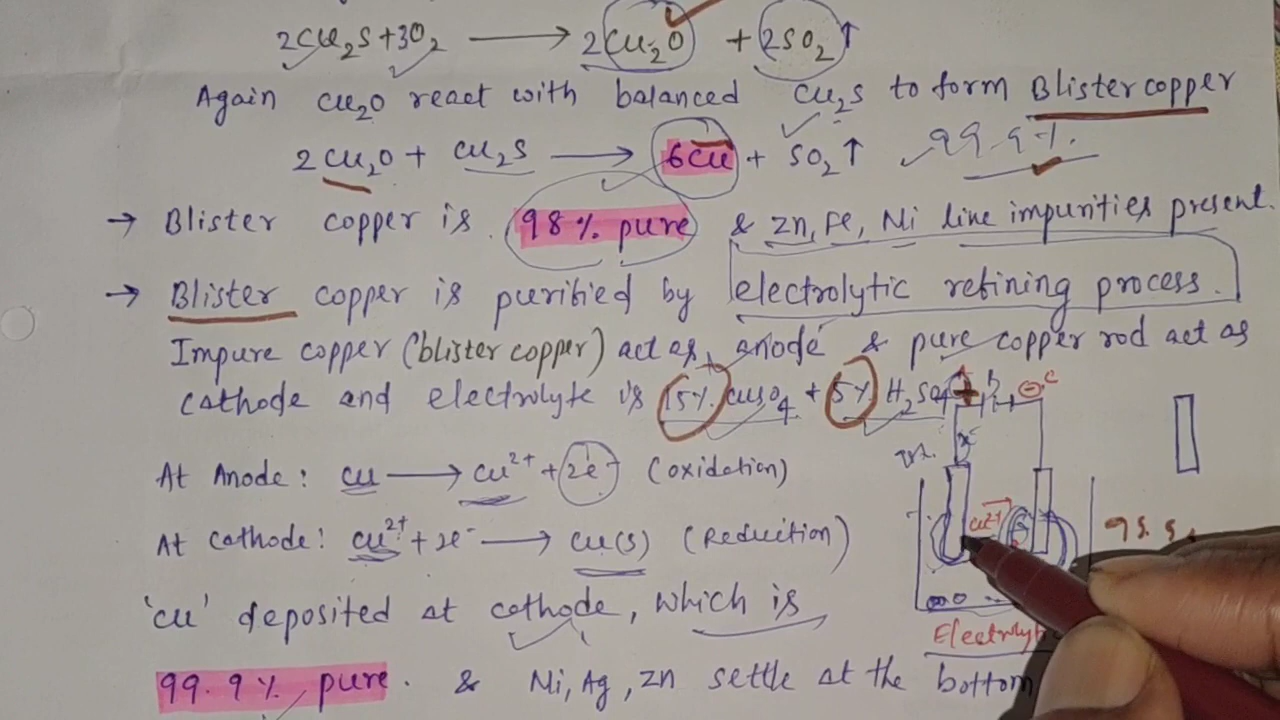 2Cu₂S + 3O₂ → 2Cu₂O + 2SO₂ ↑
Again Cu₂O react with balanced Cu₂S to form Blister copper
2Cu₂O + Cu₂S → 6Cu + SO₂ ↑ 99.9%.
→ Blister copper is 98% pure & Zn, Fe, Ni line impurities present.
→ Blister copper is purified by electrolytic refining process.
Impure copper (blister copper) act as anode & pure copper rod act as
cathode and electrolyte is 15% CuSO₄ + 5% H₂SO₄
+ − C
At Anode: Cu → Cu²⁺ + 2e⁻ (oxidation)
Cu²⁺
At cathode: Cu²⁺ + 2e⁻ → Cu(s) (Reduction)
'Cu' deposited at cathode, which is
99.9% pure. & Ni, Ag, Zn settle at the bottom